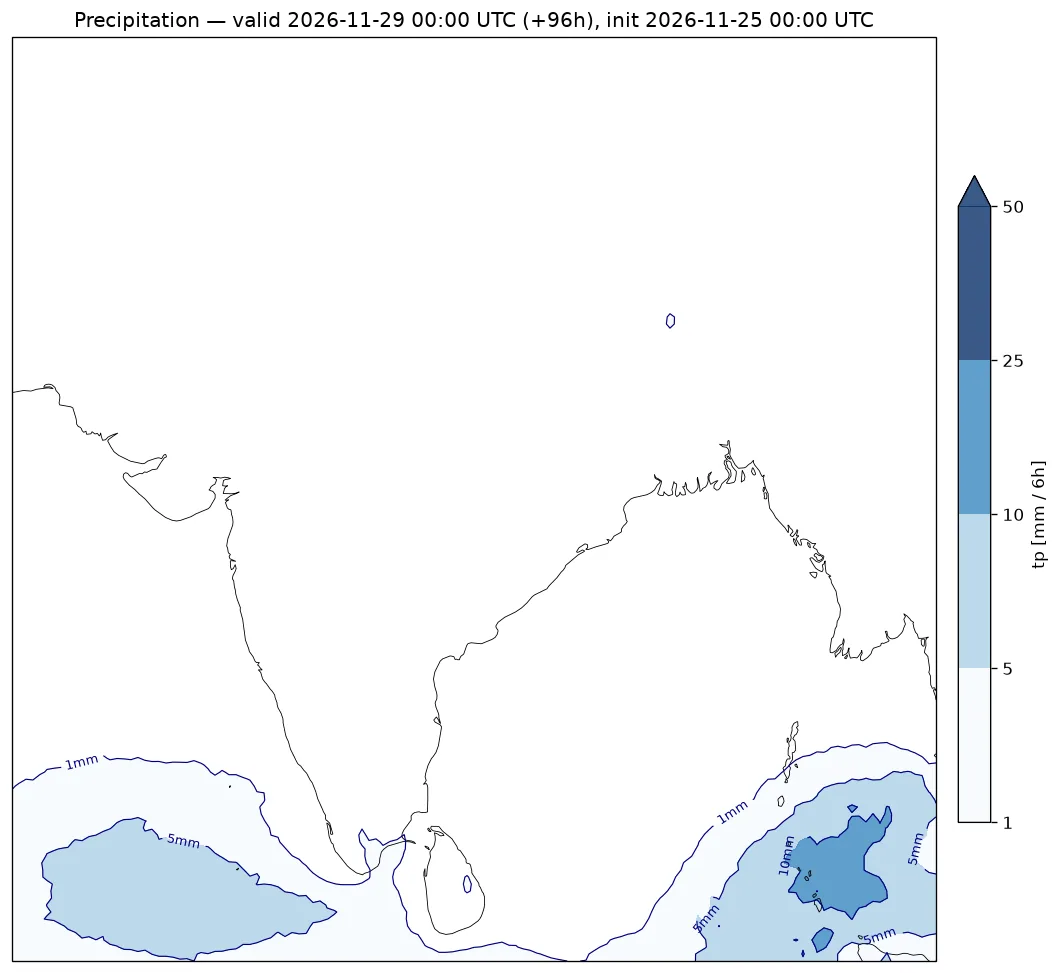 Precipitation — valid 2026-11-29 00:00 UTC (+96h), init 2026-11-25 00:00 UTC
50
25
10
5
1
tp [mm / 6h]
1mm
5mm
1mm
10mm
5mm
5mm
5mm